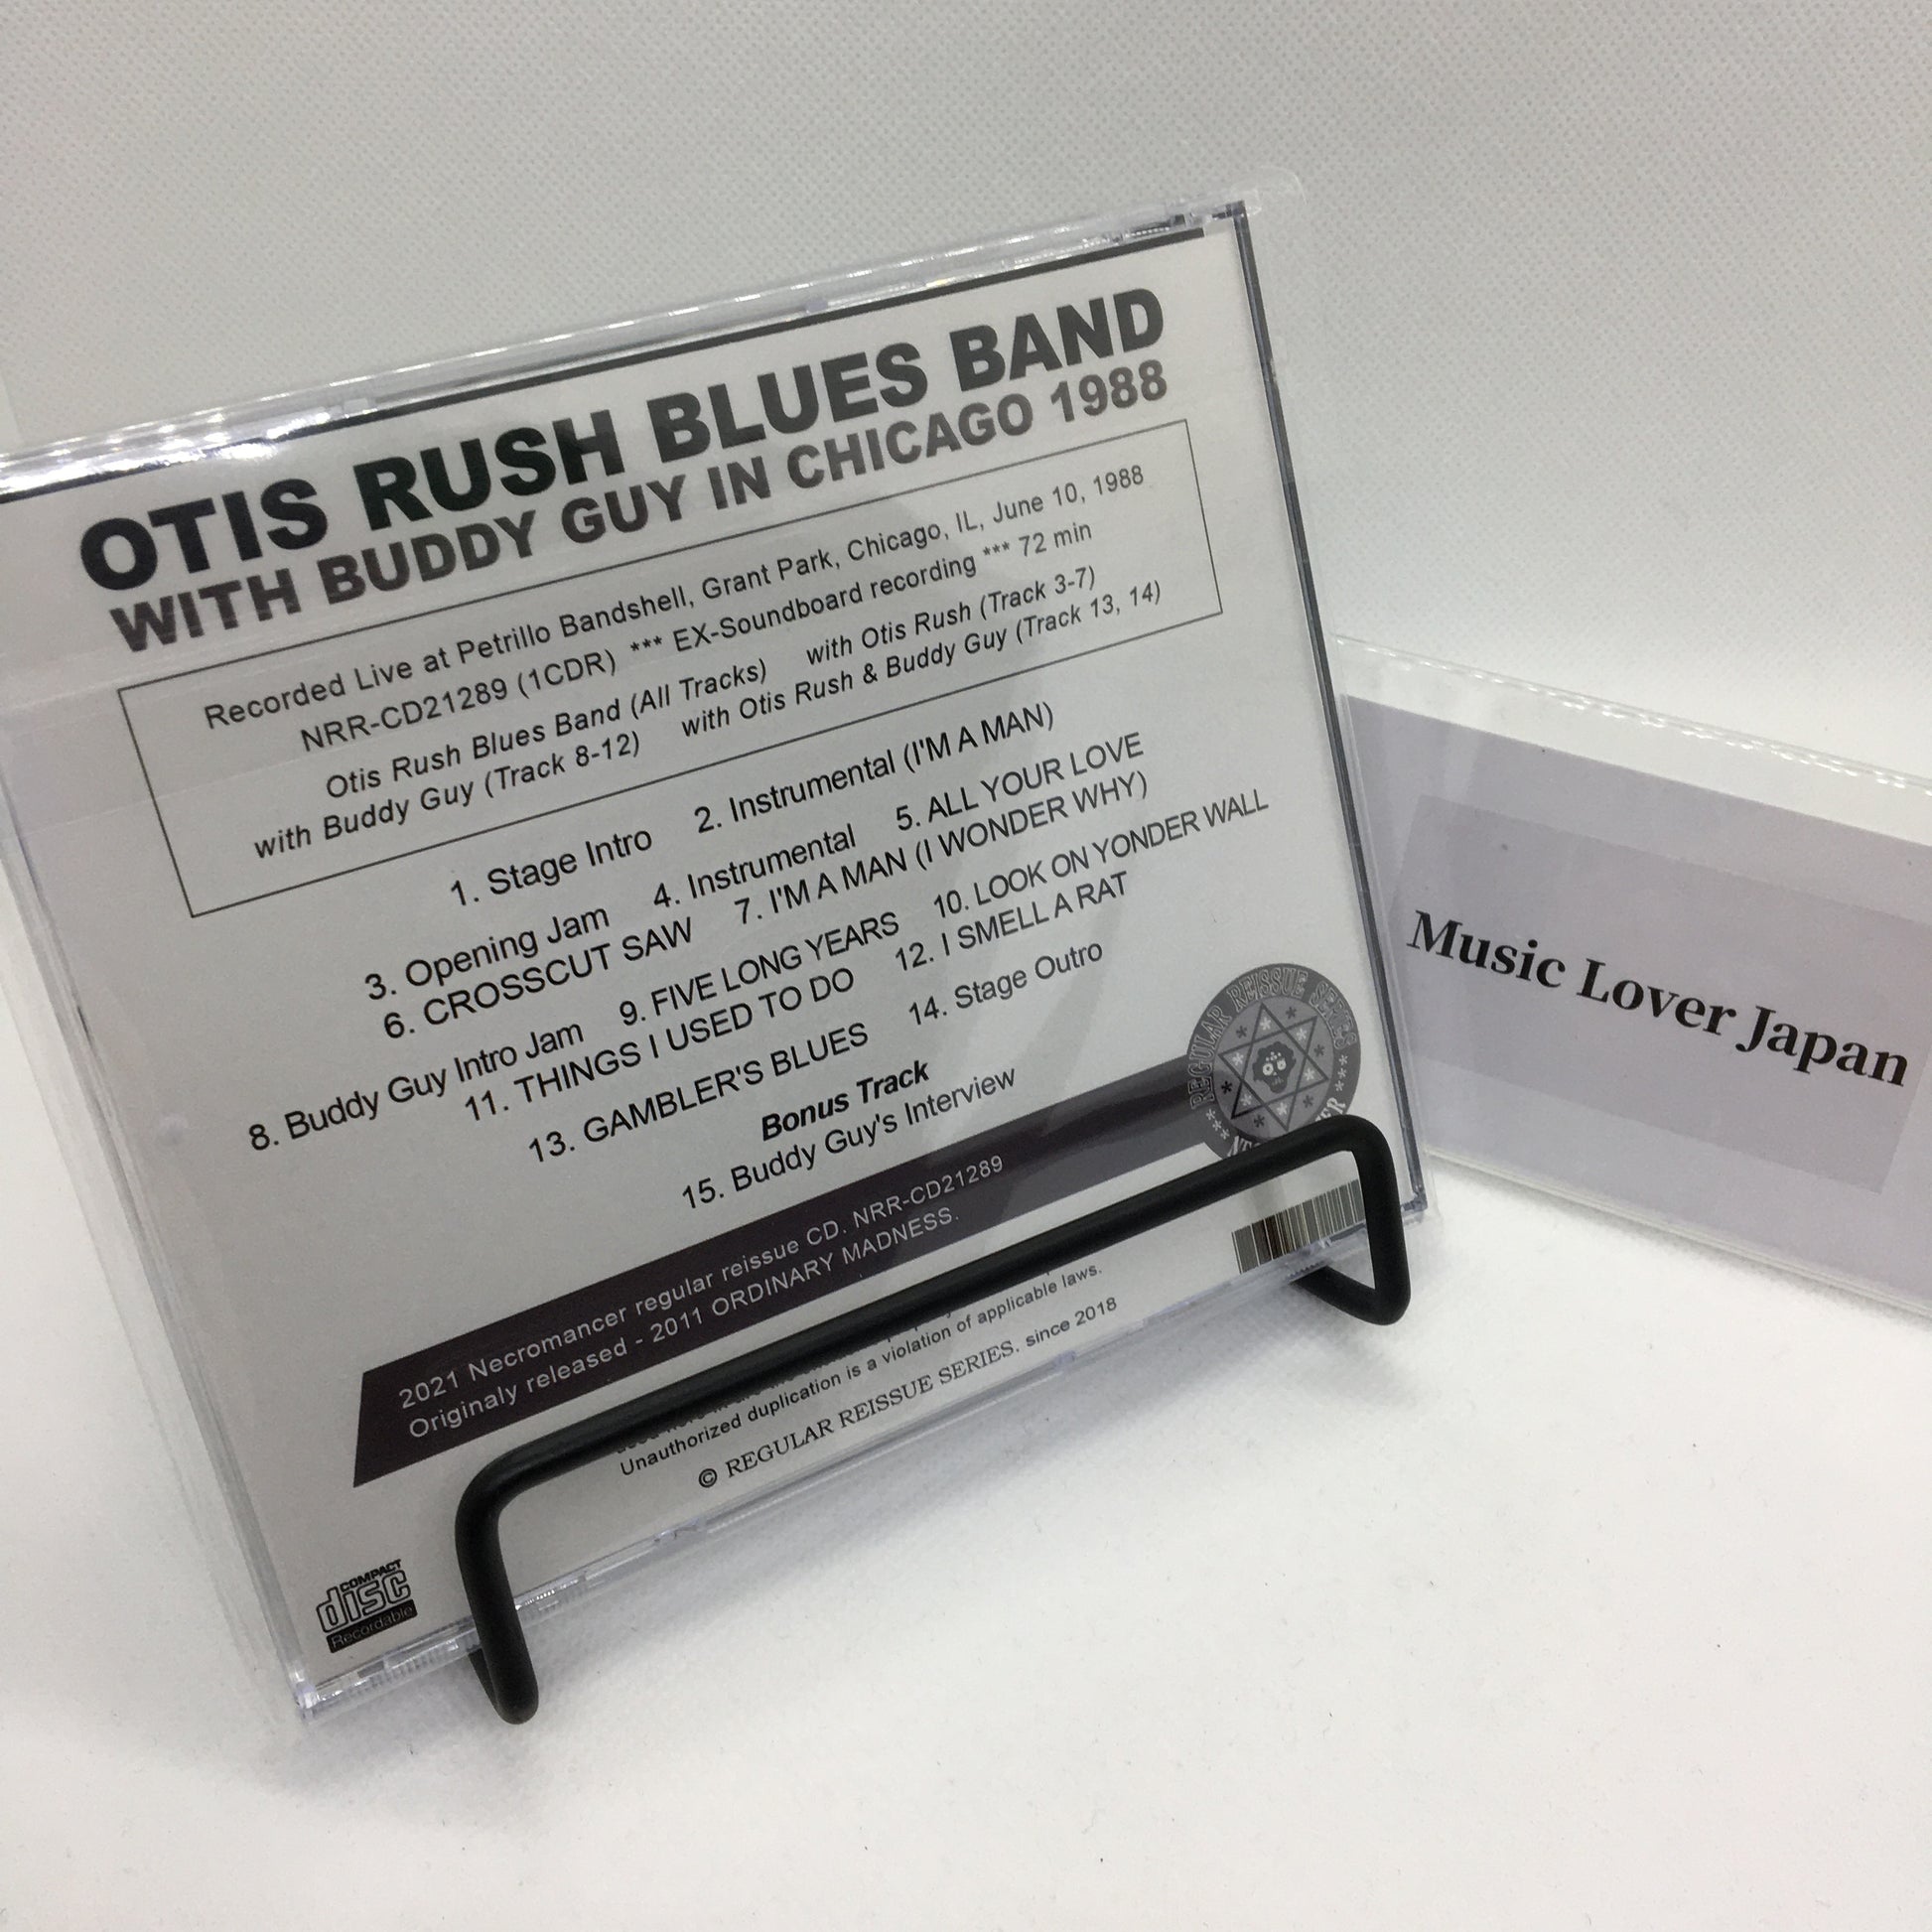 OTIS RUSH BLUES BAND
WITH BUDDY GUY IN CHICAGO 1988
Recorded Live at Petrillo Bandshell, Grant Park, Chicago, IL, June 10, 1988
NRR-CD21289 (1CDR) *** EX-Soundboard recording *** 72 min
Otis Rush Blues Band (All Tracks) with Otis Rush (Track 3-7)
with Buddy Guy (Track 8-12) with Otis Rush & Buddy Guy (Track 13, 14)
1. Stage Intro 2. Instrumental (I'M A MAN)
3. Opening Jam 4. Instrumental 5. ALL YOUR LOVE
6. CROSSCUT SAW 7. I'M A MAN (I WONDER WHY)
8. Buddy Guy Intro Jam 9. FIVE LONG YEARS 10. LOOK ON YONDER WALL
11. THINGS I USED TO DO 12. I SMELL A RAT
13. GAMBLER'S BLUES 14. Stage Outro
Bonus Track
15. Buddy Guy's Interview
REGULAR REISSUE SERIES
2021 Necromancer regular reissue CD. NRR-CD21289
Originaly released - 2011 ORDINARY MADNESS.
Unauthorized duplication is a violation of applicable laws.
© REGULAR REISSUE SERIES. since 2018
COMPACT
disc
Recordable
Music Lover Japan